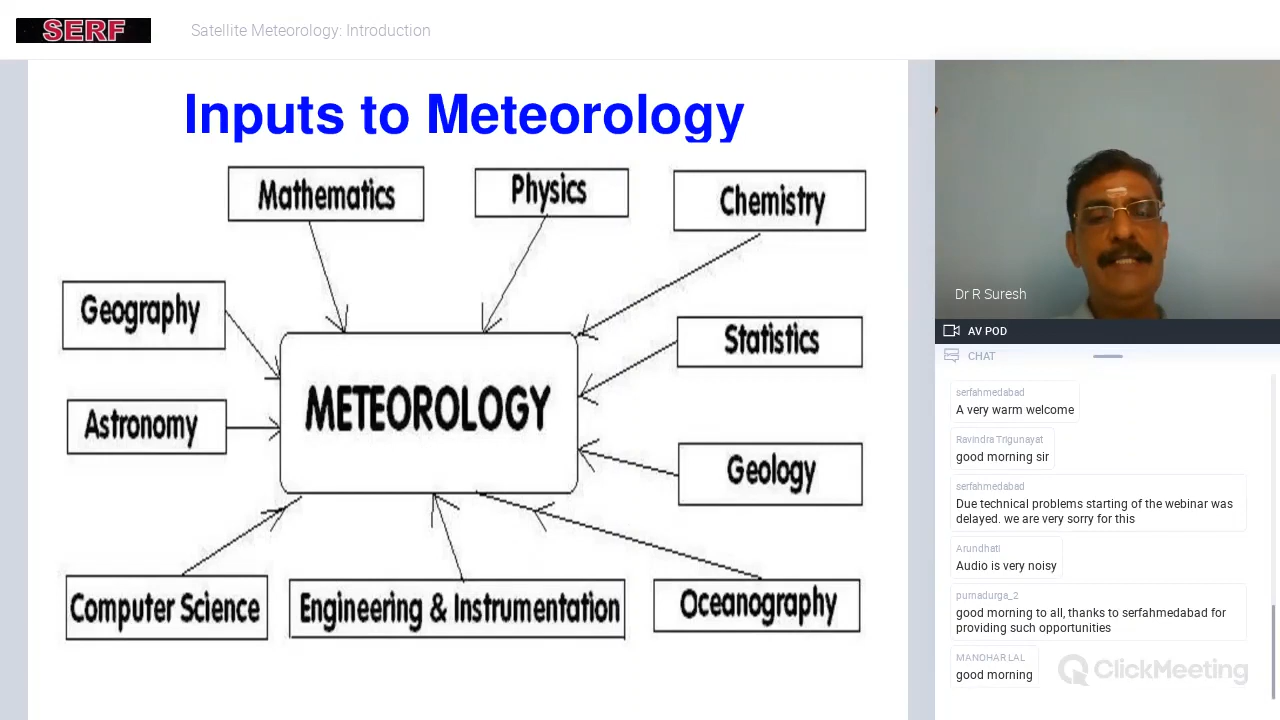 SERF
Satellite Meteorology: Introduction
Inputs to Meteorology
Mathematics
Physics
Chemistry
Geography
Statistics
METEOROLOGY
Astronomy
Geology
Computer Science
Engineering & Instrumentation
Oceanography
Dr R Suresh
AV POD
CHAT
serfahmedabad
A very warm welcome
Ravindra Trigunayat
good morning sir
serfahmedabad
Due technical problems starting of the webinar was
delayed. we are very sorry for this
Arundhati
Audio is very noisy
purnadurga_2
good morning to all, thanks to serfahmedabad for
providing such opportunities
MANOHAR LAL
good morning
ClickMeeting